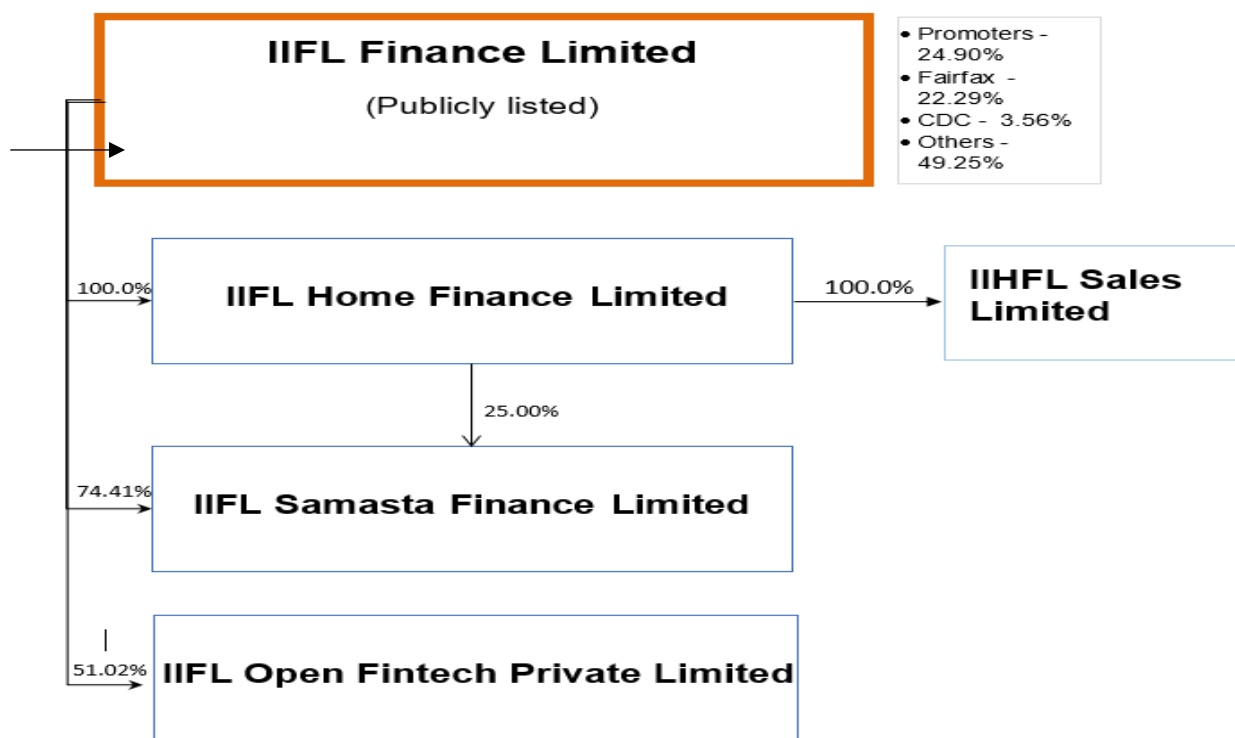 IIFL Finance Limited
(Publicly listed)
• Promoters -
24.90%
• Fairfax -
22.29%
• CDC - 3.56%
• Others -
49.25%
100.0%
IIFL Home Finance Limited
100.0%
IIHFL Sales
Limited
25.00%
74.41%
IIFL Samasta Finance Limited
51.02%
IIFL Open Fintech Private Limited